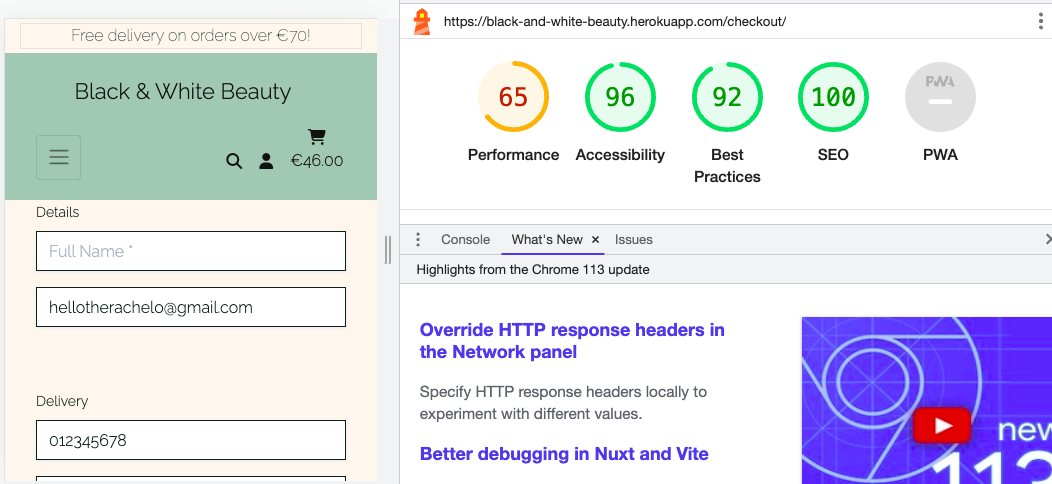 Free delivery on orders over €70!
Black & White Beauty
€46.00
Details
Full Name *
hellotherachelo@gmail.com
Delivery
012345678
https://black-and-white-beauty.herokuapp.com/checkout/
65
96
92
100
PWA
Performance
Accessibility
Best
Practices
SEO
PWA
Console
What's New ×
Issues
Highlights from the Chrome 113 update
Override HTTP response headers in
the Network panel
Specify HTTP response headers locally to
experiment with different values.
Better debugging in Nuxt and Vite
new
113